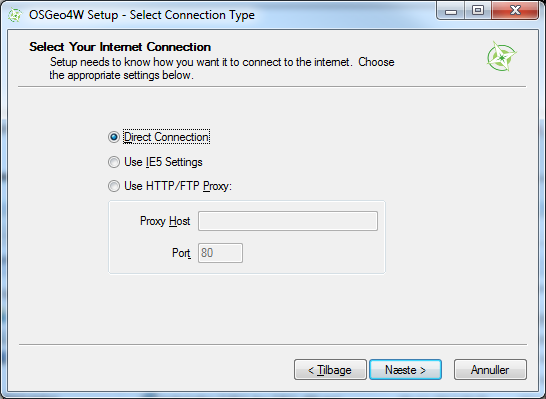 OSGeo4W Setup - Select Connection Type
Select Your Internet Connection
Setup needs to know how you want it to connect to the internet. Choose
the appropriate settings below.
Direct Connection
Use IE5 Settings
Use HTTP/FTP Proxy:
Proxy Host
Port 80
< Tilbage Næste > Annuller